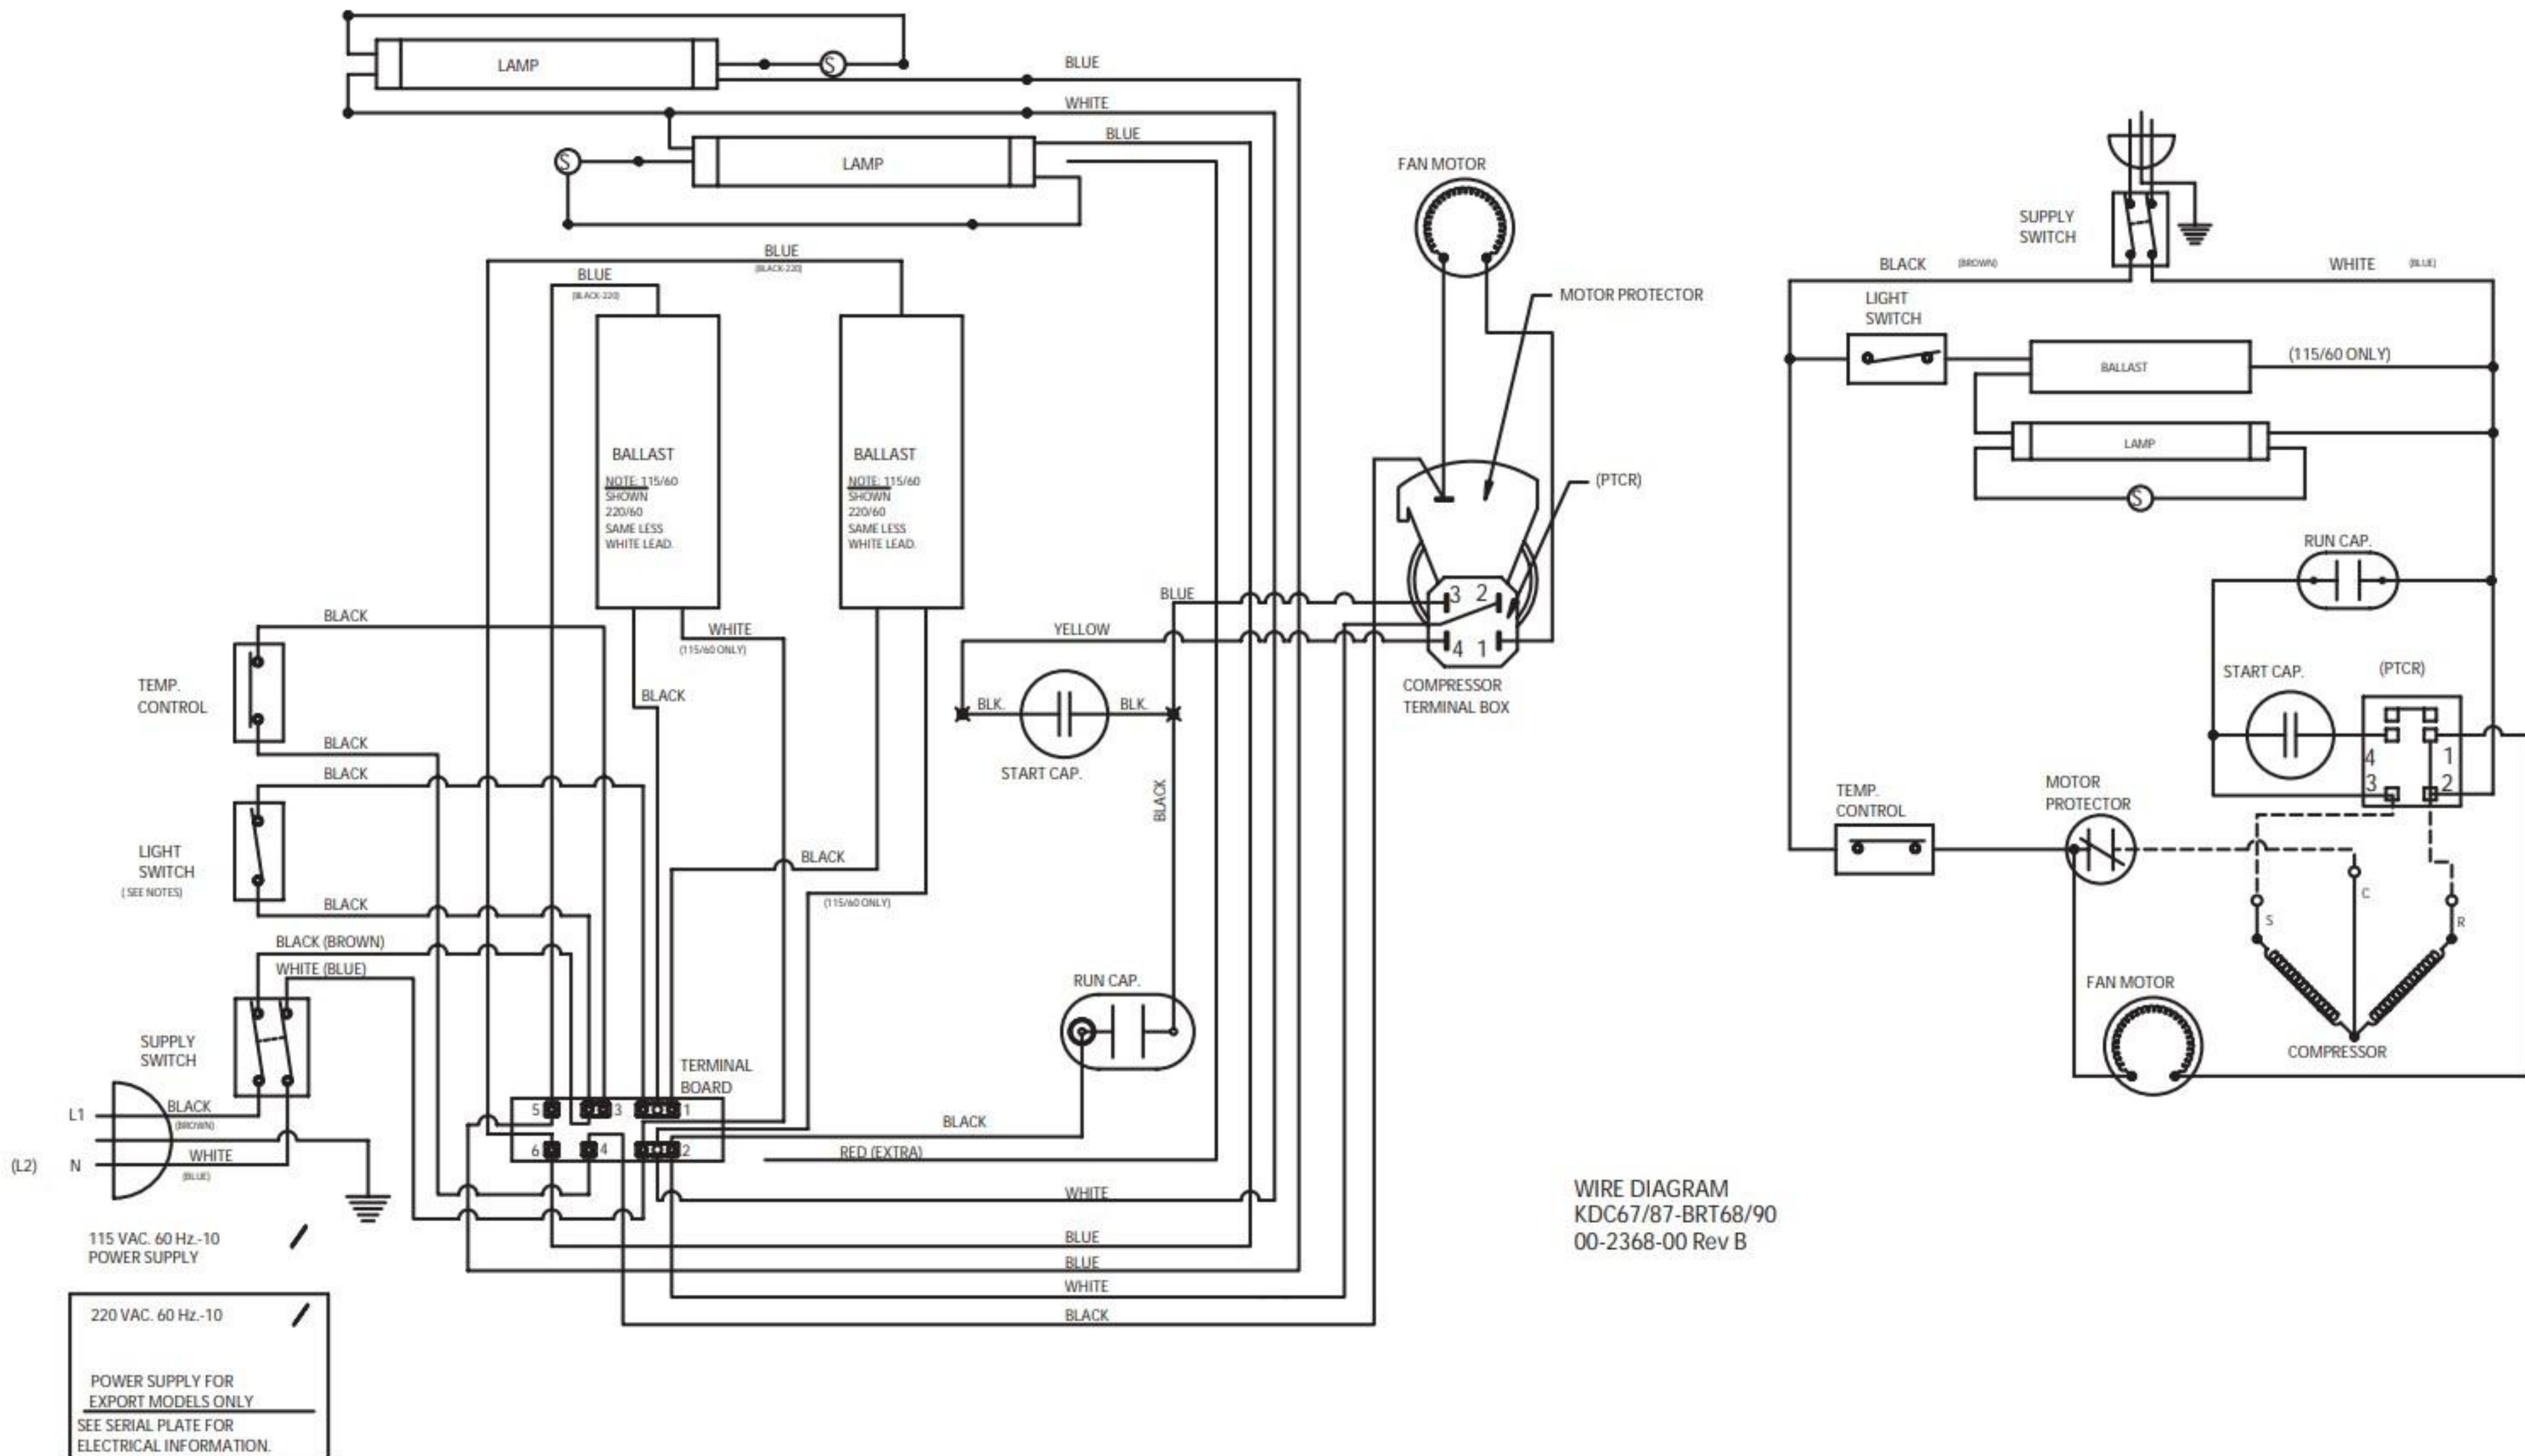 LAMP
BLUE
WHITE
BLUE
LAMP
BLUE
(BLACK-220)
BLUE
(BLACK-220)
FAN MOTOR
MOTOR PROTECTOR
(PTCR)
BALLAST
NOTE: 115/60
SHOWN
220/60
SAME LESS
WHITE LEAD.
BALLAST
NOTE: 115/60
SHOWN
220/60
SAME LESS
WHITE LEAD.
BLACK
WHITE
(115/60 ONLY)
BLACK
TEMP.
CONTROL
BLACK
BLACK
LIGHT
SWITCH
( SEE NOTES)
BLACK
BLACK
(115/60 ONLY)
BLACK (BROWN)
WHITE (BLUE)
SUPPLY
SWITCH
L1
BLACK
(BROWN)
(L2) N
WHITE
(BLUE)
115 VAC. 60 Hz.-10
POWER SUPPLY
220 VAC. 60 Hz.-10
POWER SUPPLY FOR
EXPORT MODELS ONLY
SEE SERIAL PLATE FOR
ELECTRICAL INFORMATION.
TERMINAL
BOARD
5 3 1
6 4 2
BLUE
YELLOW
BLK.
BLK.
START CAP.
BLACK
RUN CAP.
BLACK
RED (EXTRA)
WHITE
BLUE
BLUE
WHITE
BLACK
3 2
4 1
COMPRESSOR
TERMINAL BOX
S
S
WIRE DIAGRAM
KDC67/87-BRT68/90
00-2368-00 Rev B
SUPPLY
SWITCH
BLACK (BROWN)
WHITE (BLUE)
LIGHT
SWITCH
BALLAST
(115/60 ONLY)
LAMP
S
RUN CAP.
START CAP.
(PTCR)
4 1
3 2
TEMP.
CONTROL
MOTOR
PROTECTOR
S
C
R
FAN MOTOR
COMPRESSOR